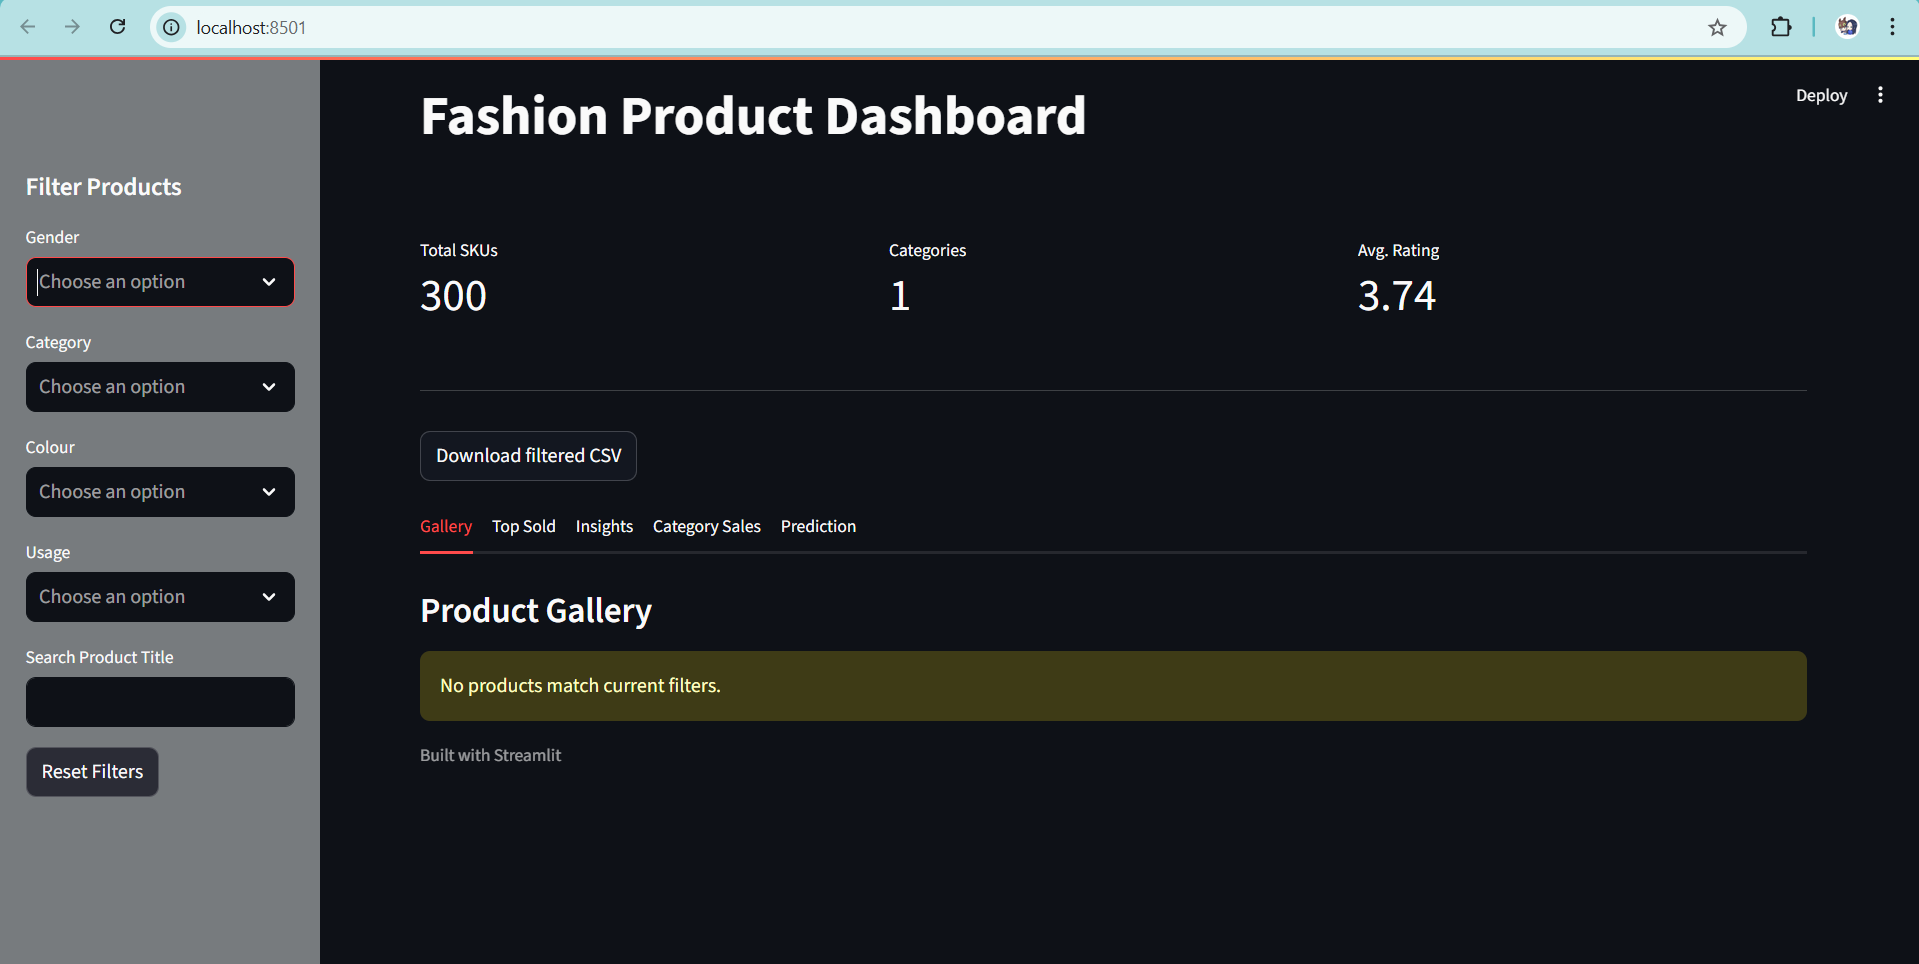 localhost:8501
Deploy
Fashion Product Dashboard
Filter Products
Gender
Choose an option
Category
Choose an option
Colour
Choose an option
Usage
Choose an option
Search Product Title
Reset Filters
Total SKUs
300
Categories
1
Avg. Rating
3.74
Download filtered CSV
Gallery Top Sold Insights Category Sales Prediction
Product Gallery
No products match current filters.
Built with Streamlit